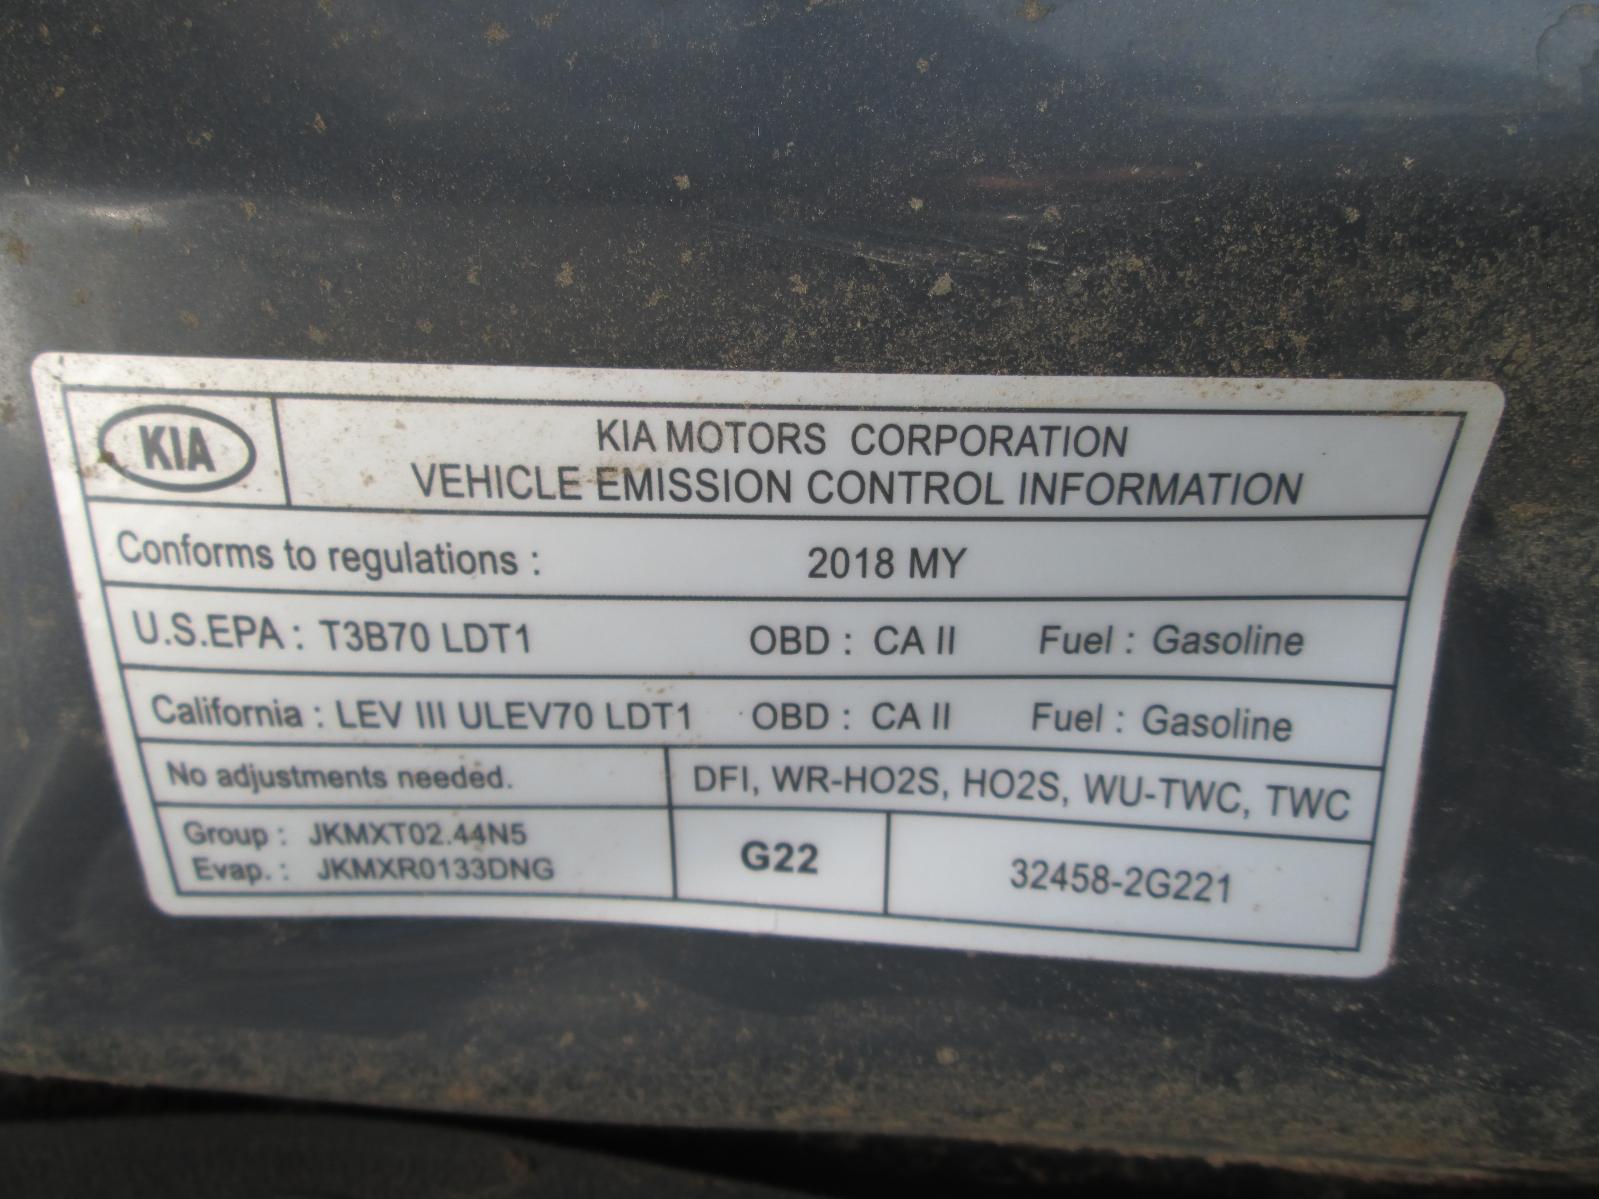 KIA
KIA MOTORS CORPORATION
VEHICLE EMISSION CONTROL INFORMATION
Conforms to regulations : 2018 MY
U.S.EPA : T3B70 LDT1 OBD : CA II Fuel : Gasoline
California : LEV III ULEV70 LDT1 OBD : CA II Fuel : Gasoline
No adjustments needed. DFI, WR-HO2S, HO2S, WU-TWC, TWC
Group : JKMXT02.44N5
Evap. : JKMXR0133DNG
G22
32458-2G221